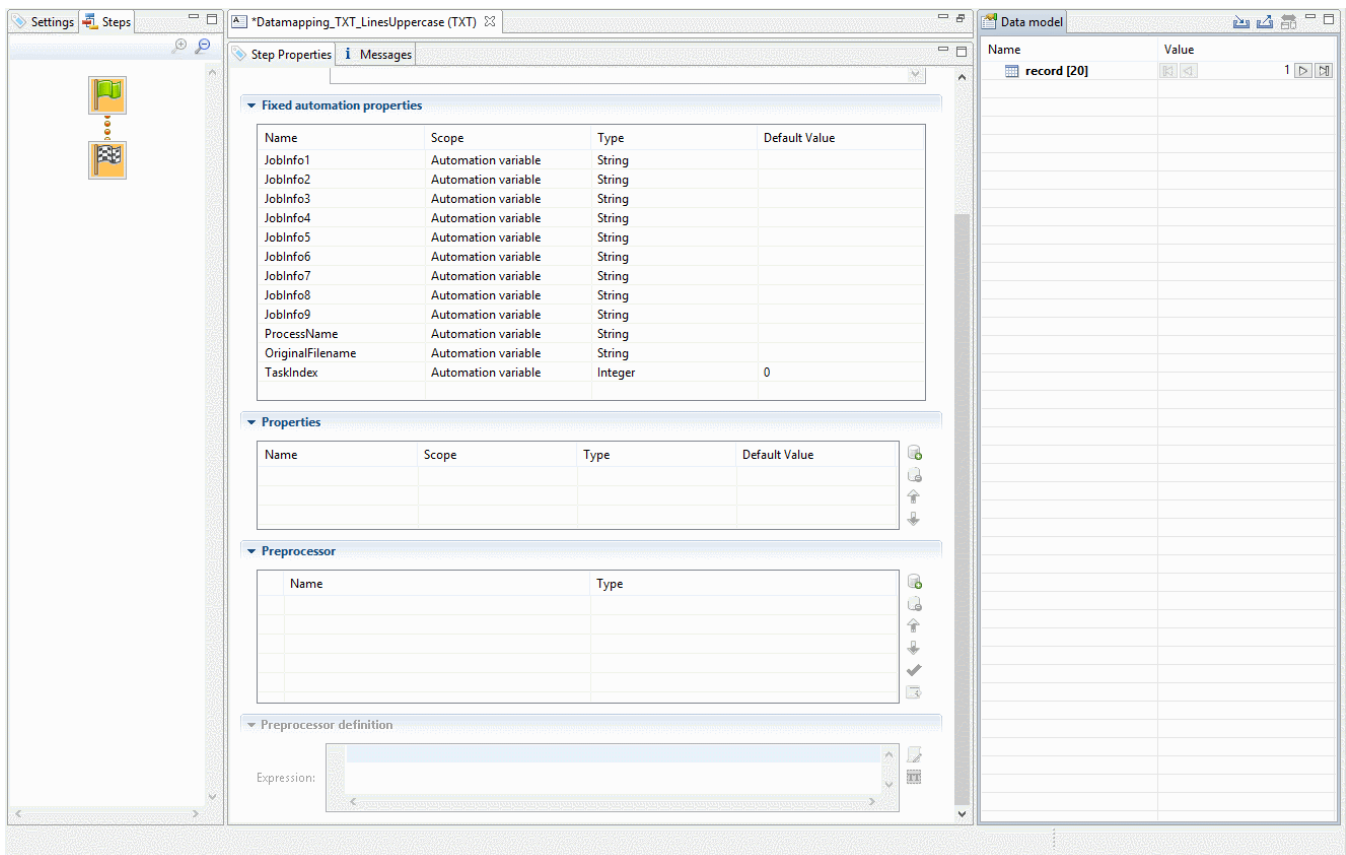 Settings Steps
*Datamapping_TXT_LinesUppercase (TXT)
Step Properties Messages
Fixed automation properties
Name Scope Type Default Value
JobInfo1 Automation variable String
JobInfo2 Automation variable String
JobInfo3 Automation variable String
JobInfo4 Automation variable String
JobInfo5 Automation variable String
JobInfo6 Automation variable String
JobInfo7 Automation variable String
JobInfo8 Automation variable String
JobInfo9 Automation variable String
ProcessName Automation variable String
OriginalFilename Automation variable String
TaskIndex Automation variable Integer 0
Properties
Name Scope Type Default Value
Preprocessor
Name Type
Preprocessor definition
Expression:
Data model
Name Value
record [20] 1